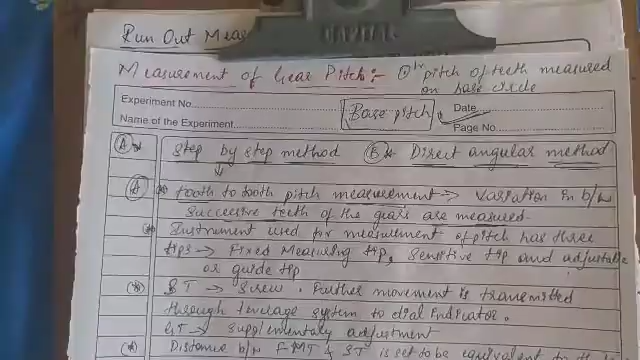 Run Out Mea
CAPITAL
Measurement of Gear Pitch:- pitch of teeth measured
on base circle
Experiment No.
Base pitch
Date
Name of the Experiment
Page No.
(A) Step by step method (B) Direct angular method
(A) tooth to tooth pitch measurement → Variation in b/w
successive teeth of the gears are measured.
Instrument used for measurement of pitch has three
tips → Fixed Measuring tip, Sensitive tip and adjustable
or guide tip
ST → Screw. Further movement is transmitted
through leverage system to dial indicator.
GT → Supplementary adjustment
Distance b/w FMT & ST is set to be equivalent to